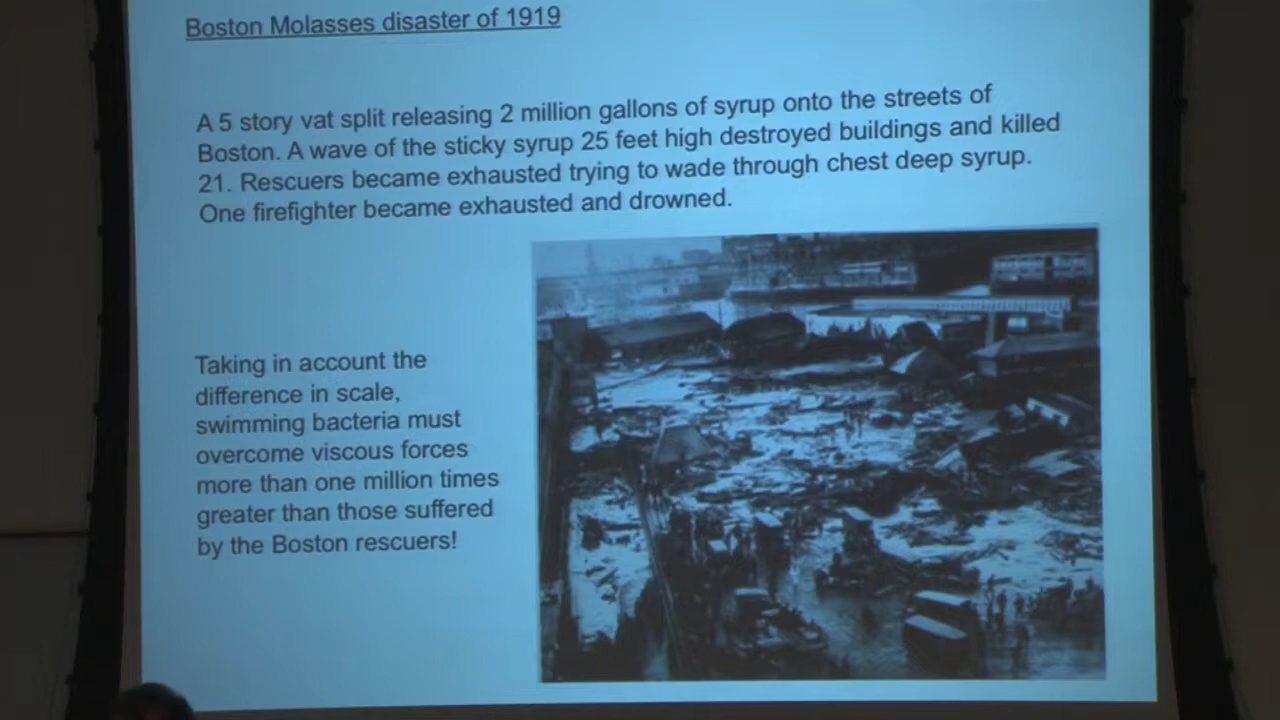 Boston Molasses disaster of 1919
A 5 story vat split releasing 2 million gallons of syrup onto the streets of
Boston. A wave of the sticky syrup 25 feet high destroyed buildings and killed
21. Rescuers became exhausted trying to wade through chest deep syrup.
One firefighter became exhausted and drowned.
Taking in account the
difference in scale,
swimming bacteria must
overcome viscous forces
more than one million times
greater than those suffered
by the Boston rescuers!